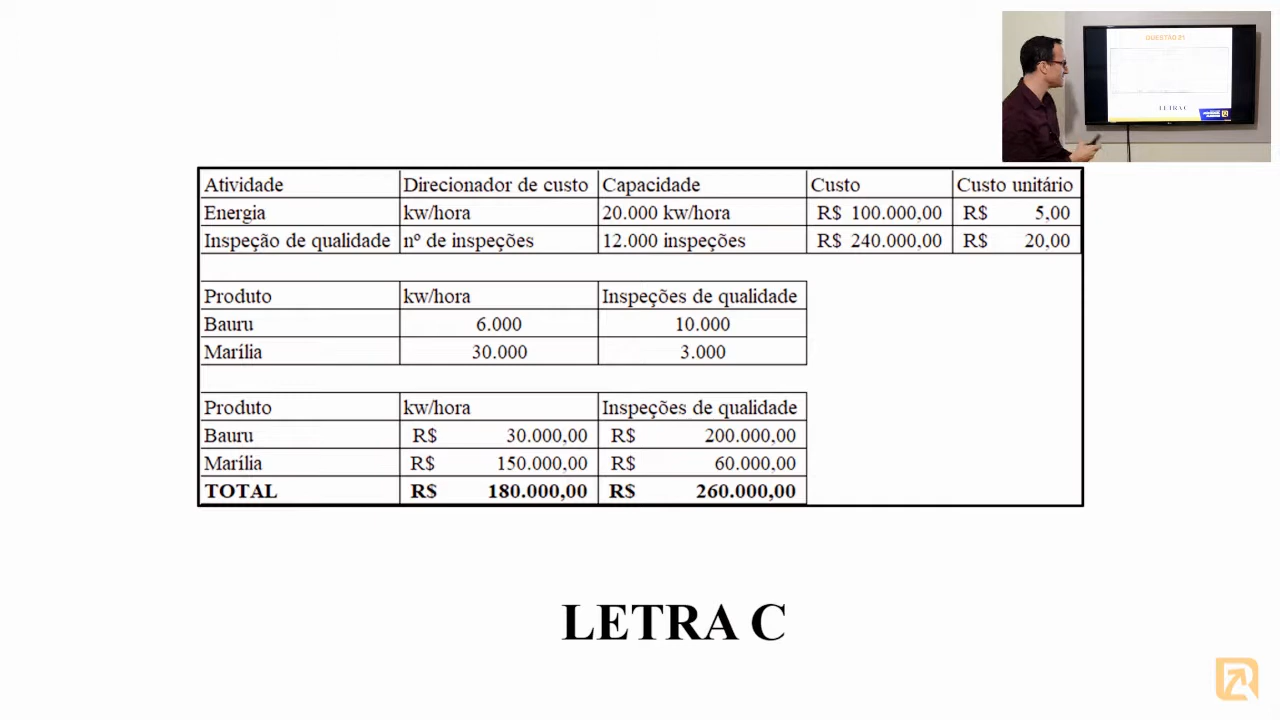 QUESTÃO 21
LETRA C
Atividade Direcionador de custo Capacidade Custo Custo unitário
Energia kw/hora 20.000 kw/hora R$ 100.000,00 R$ 5,00
Inspeção de qualidade nº de inspeções 12.000 inspeções R$ 240.000,00 R$ 20,00
Produto kw/hora Inspeções de qualidade
Bauru 6.000 10.000
Marília 30.000 3.000
Produto kw/hora Inspeções de qualidade
Bauru R$ 30.000,00 R$ 200.000,00
Marília R$ 150.000,00 R$ 60.000,00
TOTAL R$ 180.000,00 R$ 260.000,00
LETRA C